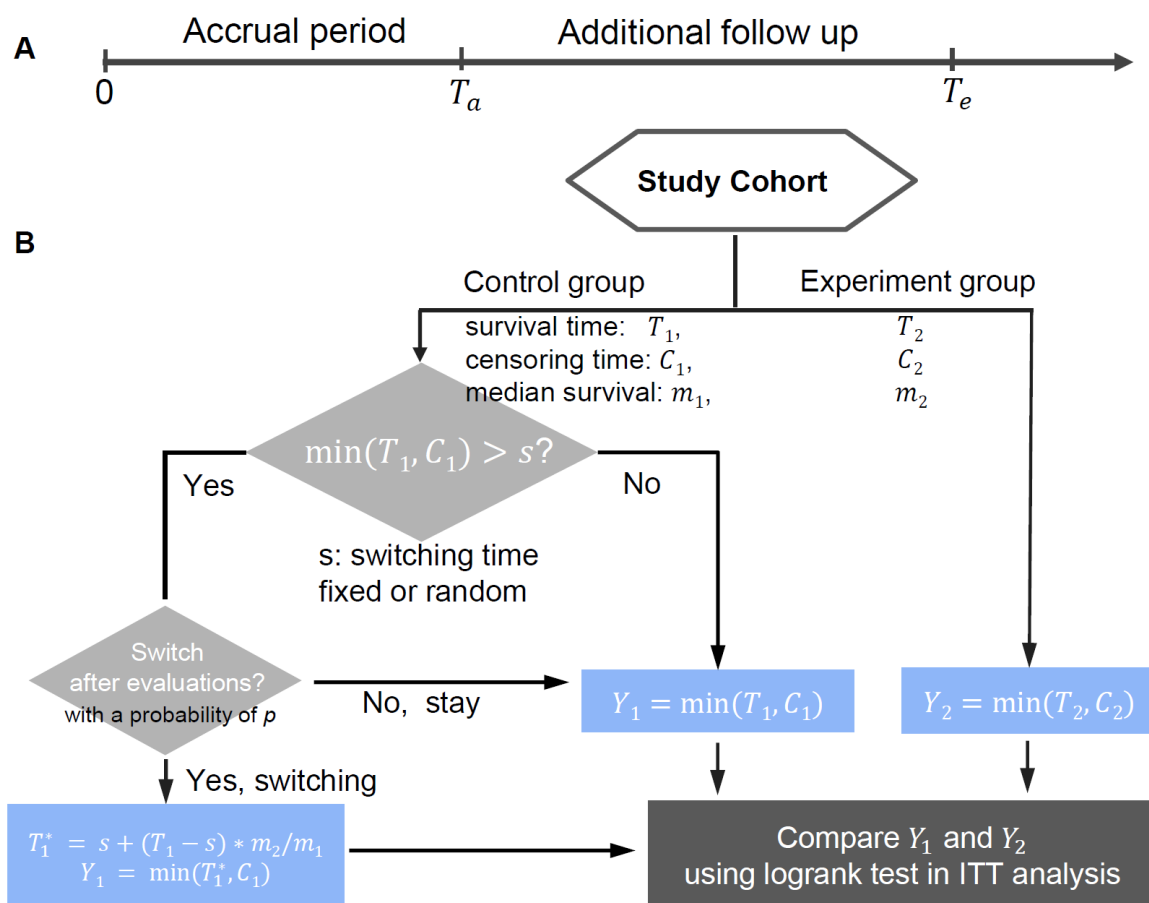 A
Accrual period
Additional follow up
0
T_a
T_e
Study Cohort
B
Control group
Experiment group
survival time: T_1,
T_2
censoring time: C_1,
C_2
median survival: m_1,
m_2
min(T_1, C_1) > s?
Yes
No
s: switching time
fixed or random
Switch
after evaluations?
with a probability of p
No, stay
Y_1 = min(T_1, C_1)
Y_2 = min(T_2, C_2)
Yes, switching
T_1^* = s + (T_1 − s) * m_2/m_1
Y_1 = min(T_1^*, C_1)
Compare Y_1 and Y_2
using logrank test in ITT analysis